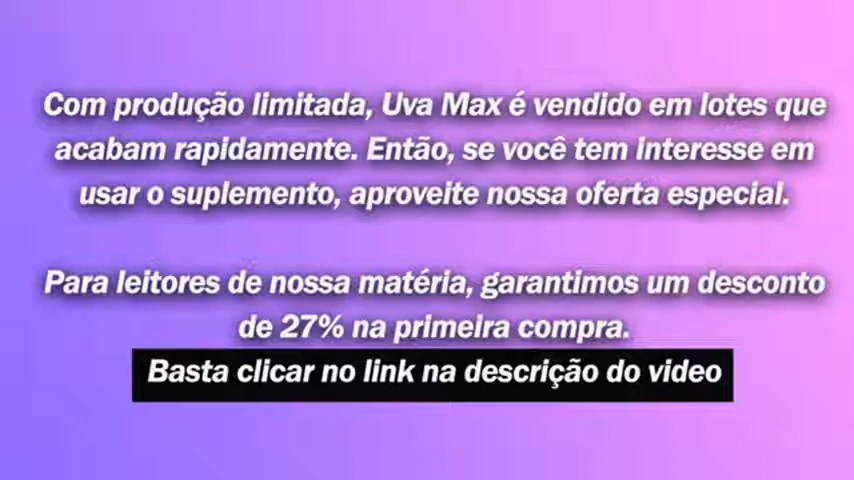 Com produção limitada, Uva Max é vendido em lotes que
acabam rapidamente. Então, se você tem interesse em
usar o suplemento, aproveite nossa oferta especial.
Para leitores de nossa matéria, garantimos um desconto
de 27% na primeira compra.
Basta clicar no link na descrição do video